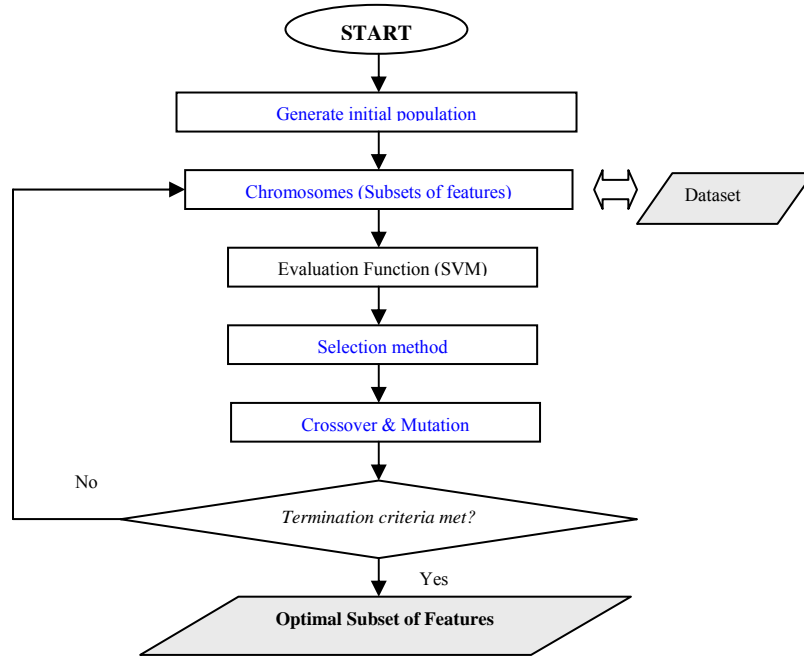 START
Generate initial population
Chromosomes (Subsets of features)
Dataset
Evaluation Function (SVM)
Selection method
Crossover & Mutation
No
Termination criteria met?
Yes
Optimal Subset of Features